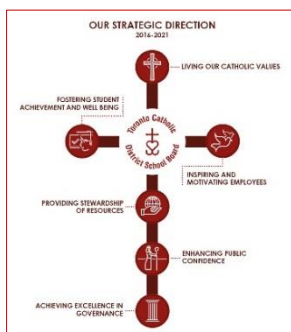 OUR STRATEGIC DIRECTION
2016-2021
LIVING OUR CATHOLIC VALUES
FOSTERING STUDENT
ACHIEVEMENT AND WELL BEING
Toronto Catholic
District School Board
INSPIRING AND
MOTIVATING EMPLOYEES
PROVIDING STEWARDSHIP
OF RESOURCES
ENHANCING PUBLIC
CONFIDENCE
ACHIEVING EXCELLENCE IN
GOVERNANCE